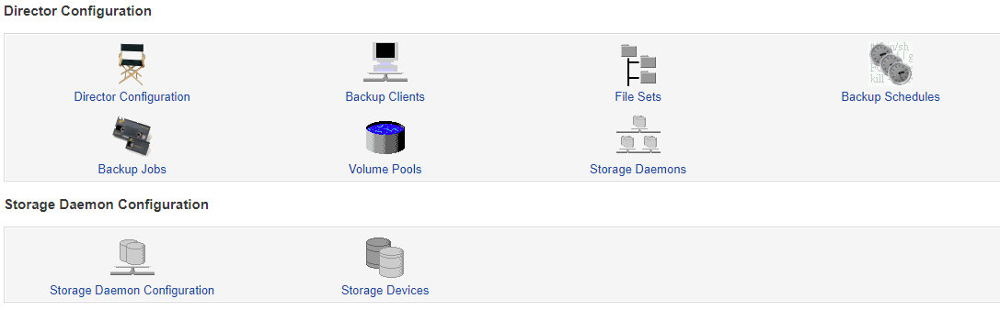 Director Configuration
Director Configuration
Backup Clients
File Sets
Backup Schedules
Backup Jobs
Volume Pools
Storage Daemons
Storage Daemon Configuration
Storage Daemon Configuration
Storage Devices